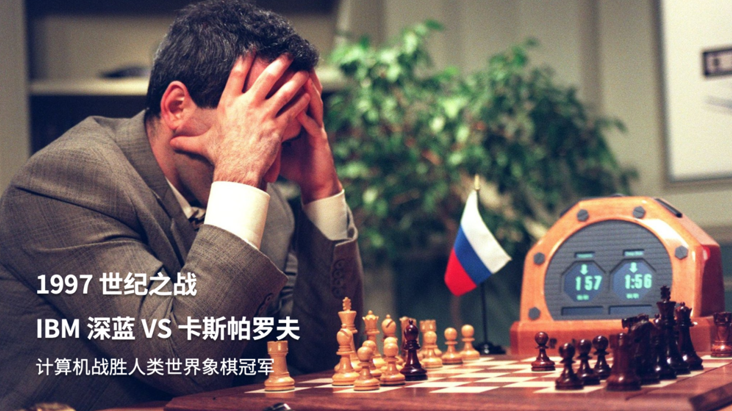 1997 世纪之战
IBM 深蓝 VS 卡斯帕罗夫
计算机战胜人类世界象棋冠军
1 57
1:56